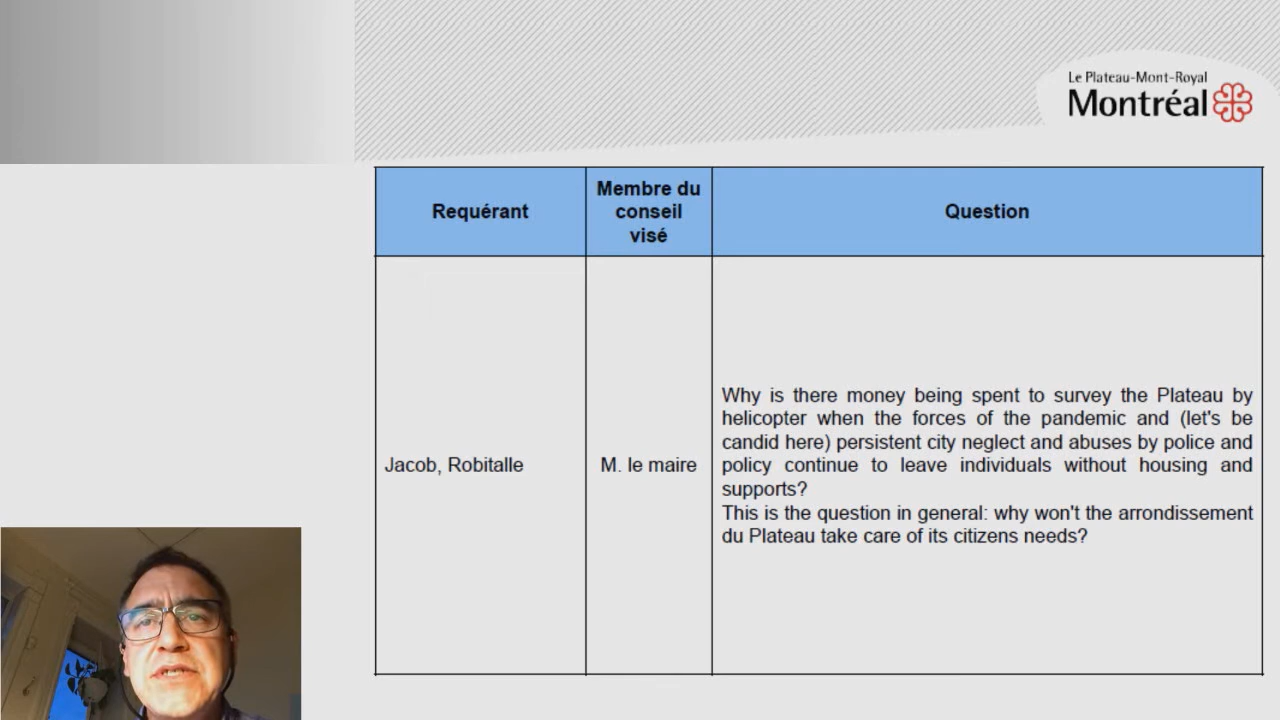 Le Plateau-Mont-Royal
Montréal
Requérant
Membre du
conseil
visé
Question
Jacob, Robitalle
M. le maire
Why is there money being spent to survey the Plateau by
helicopter when the forces of the pandemic and (let's be
candid here) persistent city neglect and abuses by police and
policy continue to leave individuals without housing and
supports?
This is the question in general: why won't the arrondissement
du Plateau take care of its citizens needs?